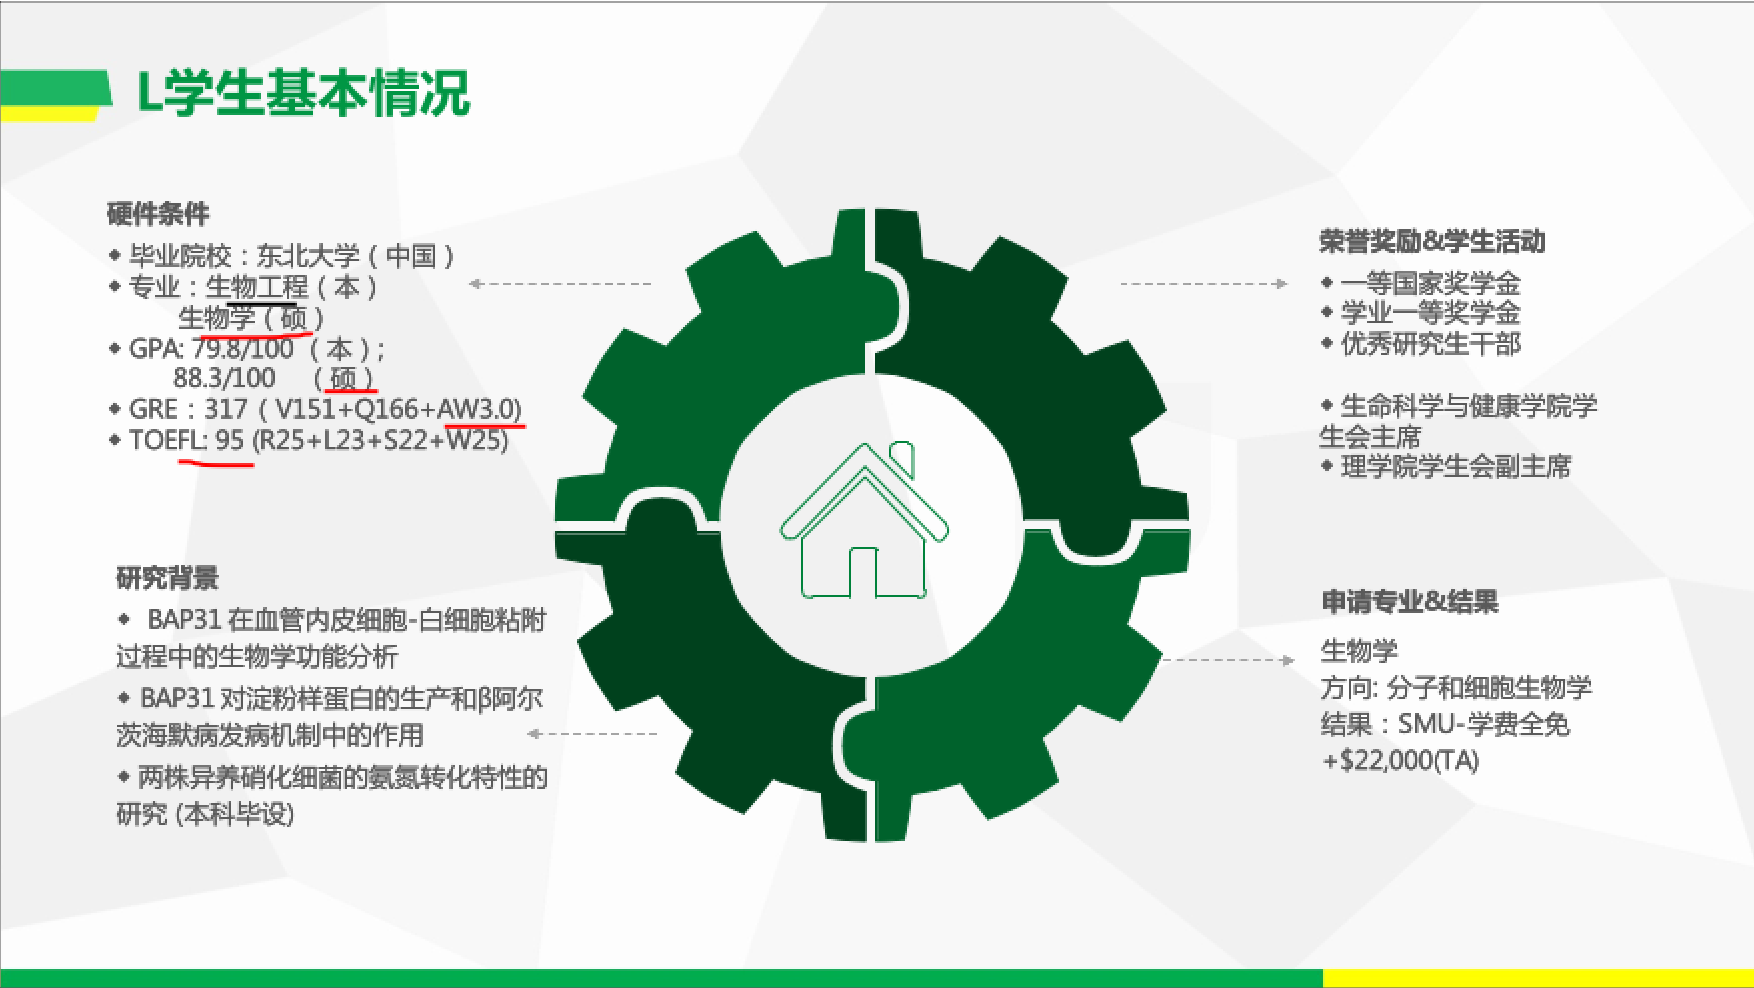 L学生基本情况
硬件条件
◆ 毕业院校：东北大学（中国）
◆ 专业：生物工程（本）
生物学（硕）
◆ GPA: 79.8/100 （本）;
88.3/100 （硕）
◆ GRE：317（V151+Q166+AW3.0)
◆ TOEFL: 95 (R25+L23+S22+W25)
研究背景
◆ BAP31 在血管内皮细胞-白细胞粘附
过程中的生物学功能分析
◆ BAP31 对淀粉样蛋白的生产和β阿尔
茨海默病发病机制中的作用
◆ 两株异养硝化细菌的氨氮转化特性的
研究 (本科毕设)
荣誉奖励&学生活动
◆ 一等国家奖学金
◆ 学业一等奖学金
◆ 优秀研究生干部
◆ 生命科学与健康学院学
生会主席
◆ 理学院学生会副主席
申请专业&结果
生物学
方向: 分子和细胞生物学
结果：SMU-学费全免
+$22,000(TA)